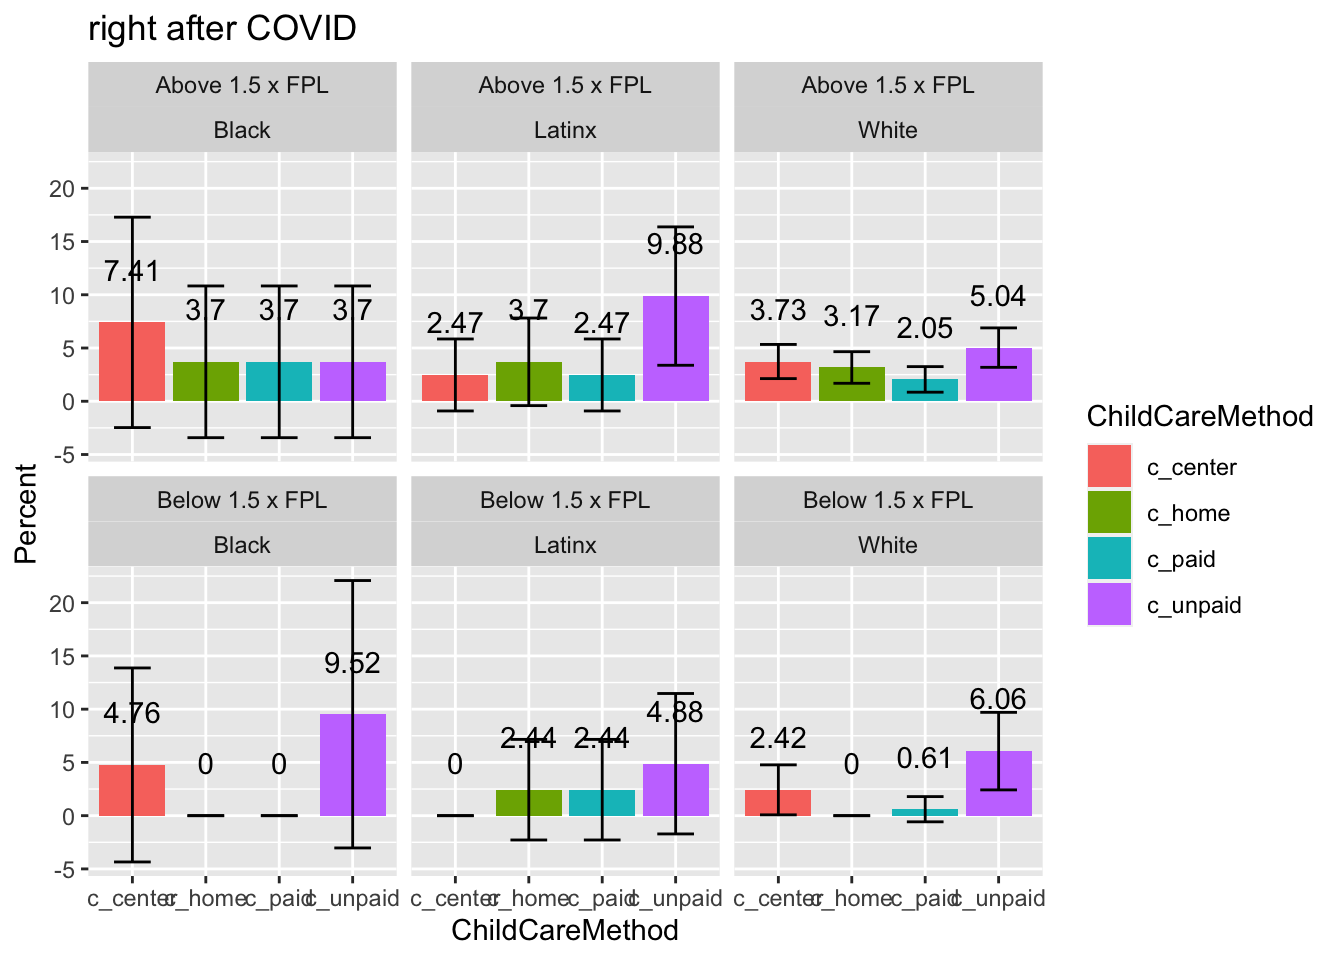 right after COVID
Above 1.5 x FPL
Black
Above 1.5 x FPL
Latinx
Above 1.5 x FPL
White
20
15
10
5
0
-5
7.41
3.7
3.7
3.7
2.47
3.7
2.47
9.88
3.73
3.17
2.05
5.04
Below 1.5 x FPL
Black
Below 1.5 x FPL
Latinx
Below 1.5 x FPL
White
20
15
10
5
0
-5
4.76
0
0
9.52
0
2.44
2.44
4.88
2.42
0
0.61
6.06
c_center
c_home
c_paid
c_unpaid
c_center
c_home
c_paid
c_unpaid
c_center
c_home
c_paid
c_unpaid
ChildCareMethod
Percent
ChildCareMethod
c_center
c_home
c_paid
c_unpaid